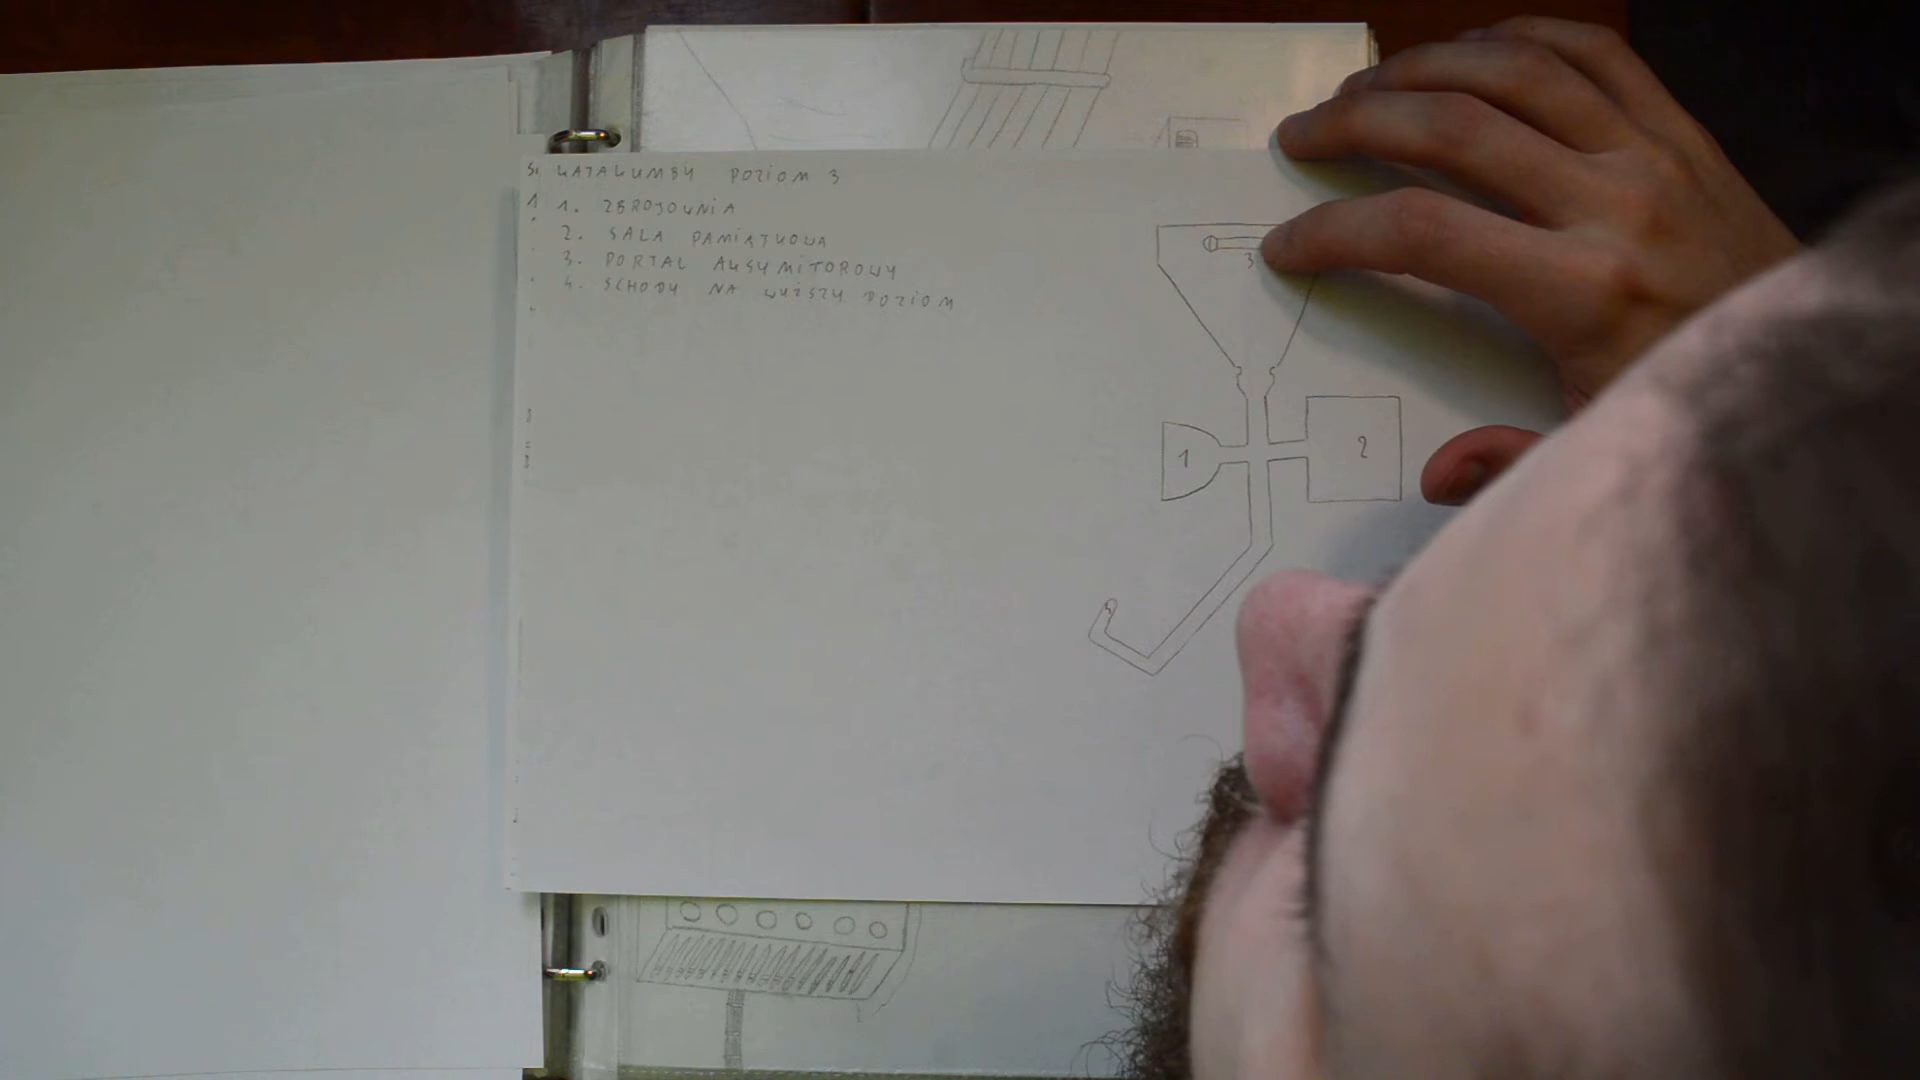 KATAKUMBY POZIOM 3
1. ZBROJOWNIA
2. SALA PAMIĄTKOWA
3. PORTAL AKSYMITOROWY
4. SCHODY NA WYŻSZY POZIOM
3
1
2
4